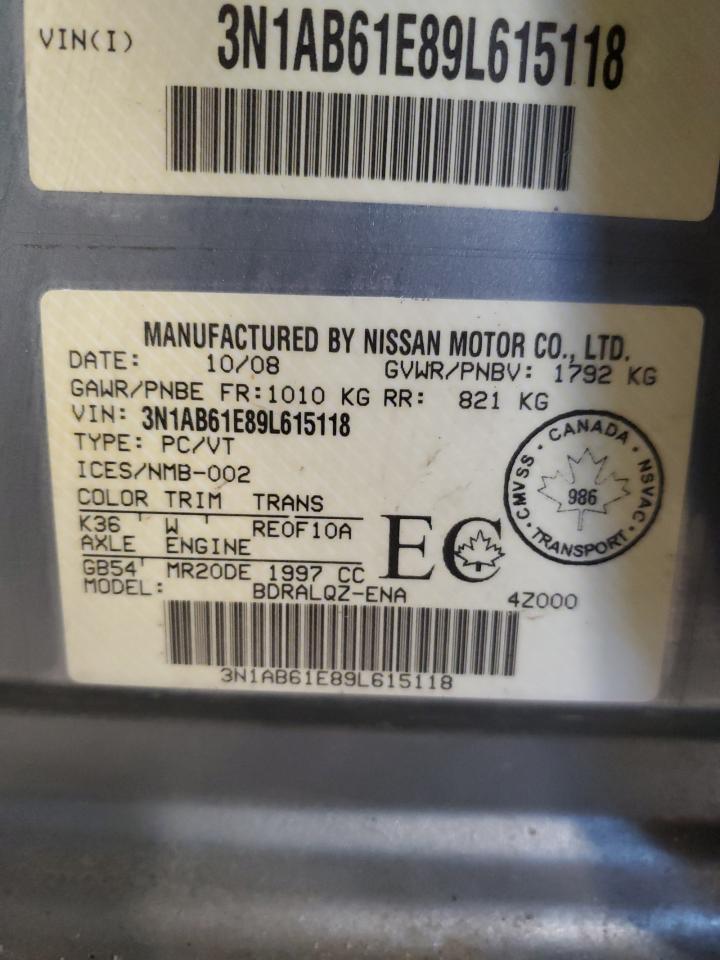 VIN(I) 3N1AB61E89L615118
MANUFACTURED BY NISSAN MOTOR CO., LTD.
DATE: 10/08 GVWR/PNBV: 1792 KG
GAWR/PNBE FR:1010 KG RR: 821 KG
VIN: 3N1AB61E89L615118
TYPE: PC/VT
ICES/NMB-002
COLOR TRIM TRANS
K36 W RE0F10A
AXLE ENGINE
GB54 MR20DE 1997 CC
MODEL: BDRALQZ-ENA 4Z000
3N1AB61E89L615118
EC
CANADA
CMVSS · NSVAC
986
TRANSPORT